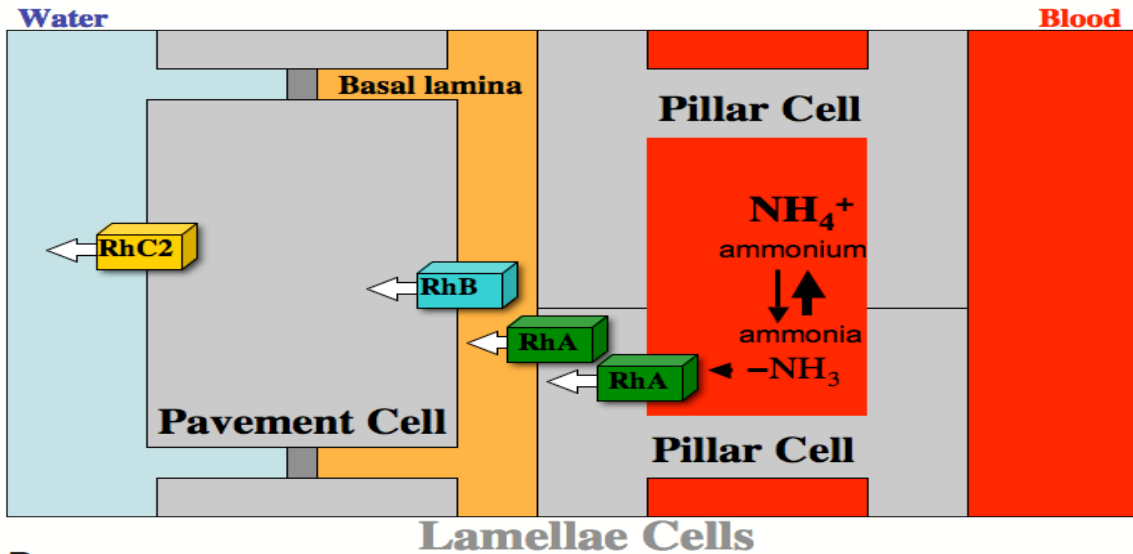 Water
Blood
Basal lamina
Pillar Cell
NH₄⁺
ammonium
RhC2
RhB
RhA
ammonia
RhA
–NH₃
Pavement Cell
Pillar Cell
Lamellae Cells